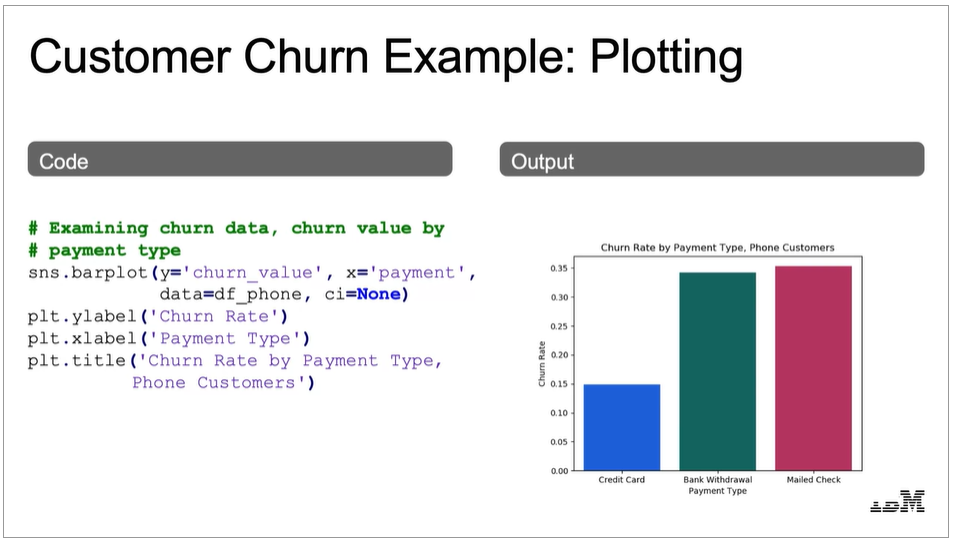 Customer Churn Example: Plotting
Code
# Examining churn data, churn value by
# payment type
sns.barplot(y='churn_value', x='payment',
            data=df_phone, ci=None)
plt.ylabel('Churn Rate')
plt.xlabel('Payment Type')
plt.title('Churn Rate by Payment Type,
          Phone Customers')
Output
Churn Rate by Payment Type, Phone Customers
Churn Rate
0.35
0.30
0.25
0.20
0.15
0.10
0.05
0.00
Credit Card Bank Withdrawal Mailed Check
Payment Type
IBM